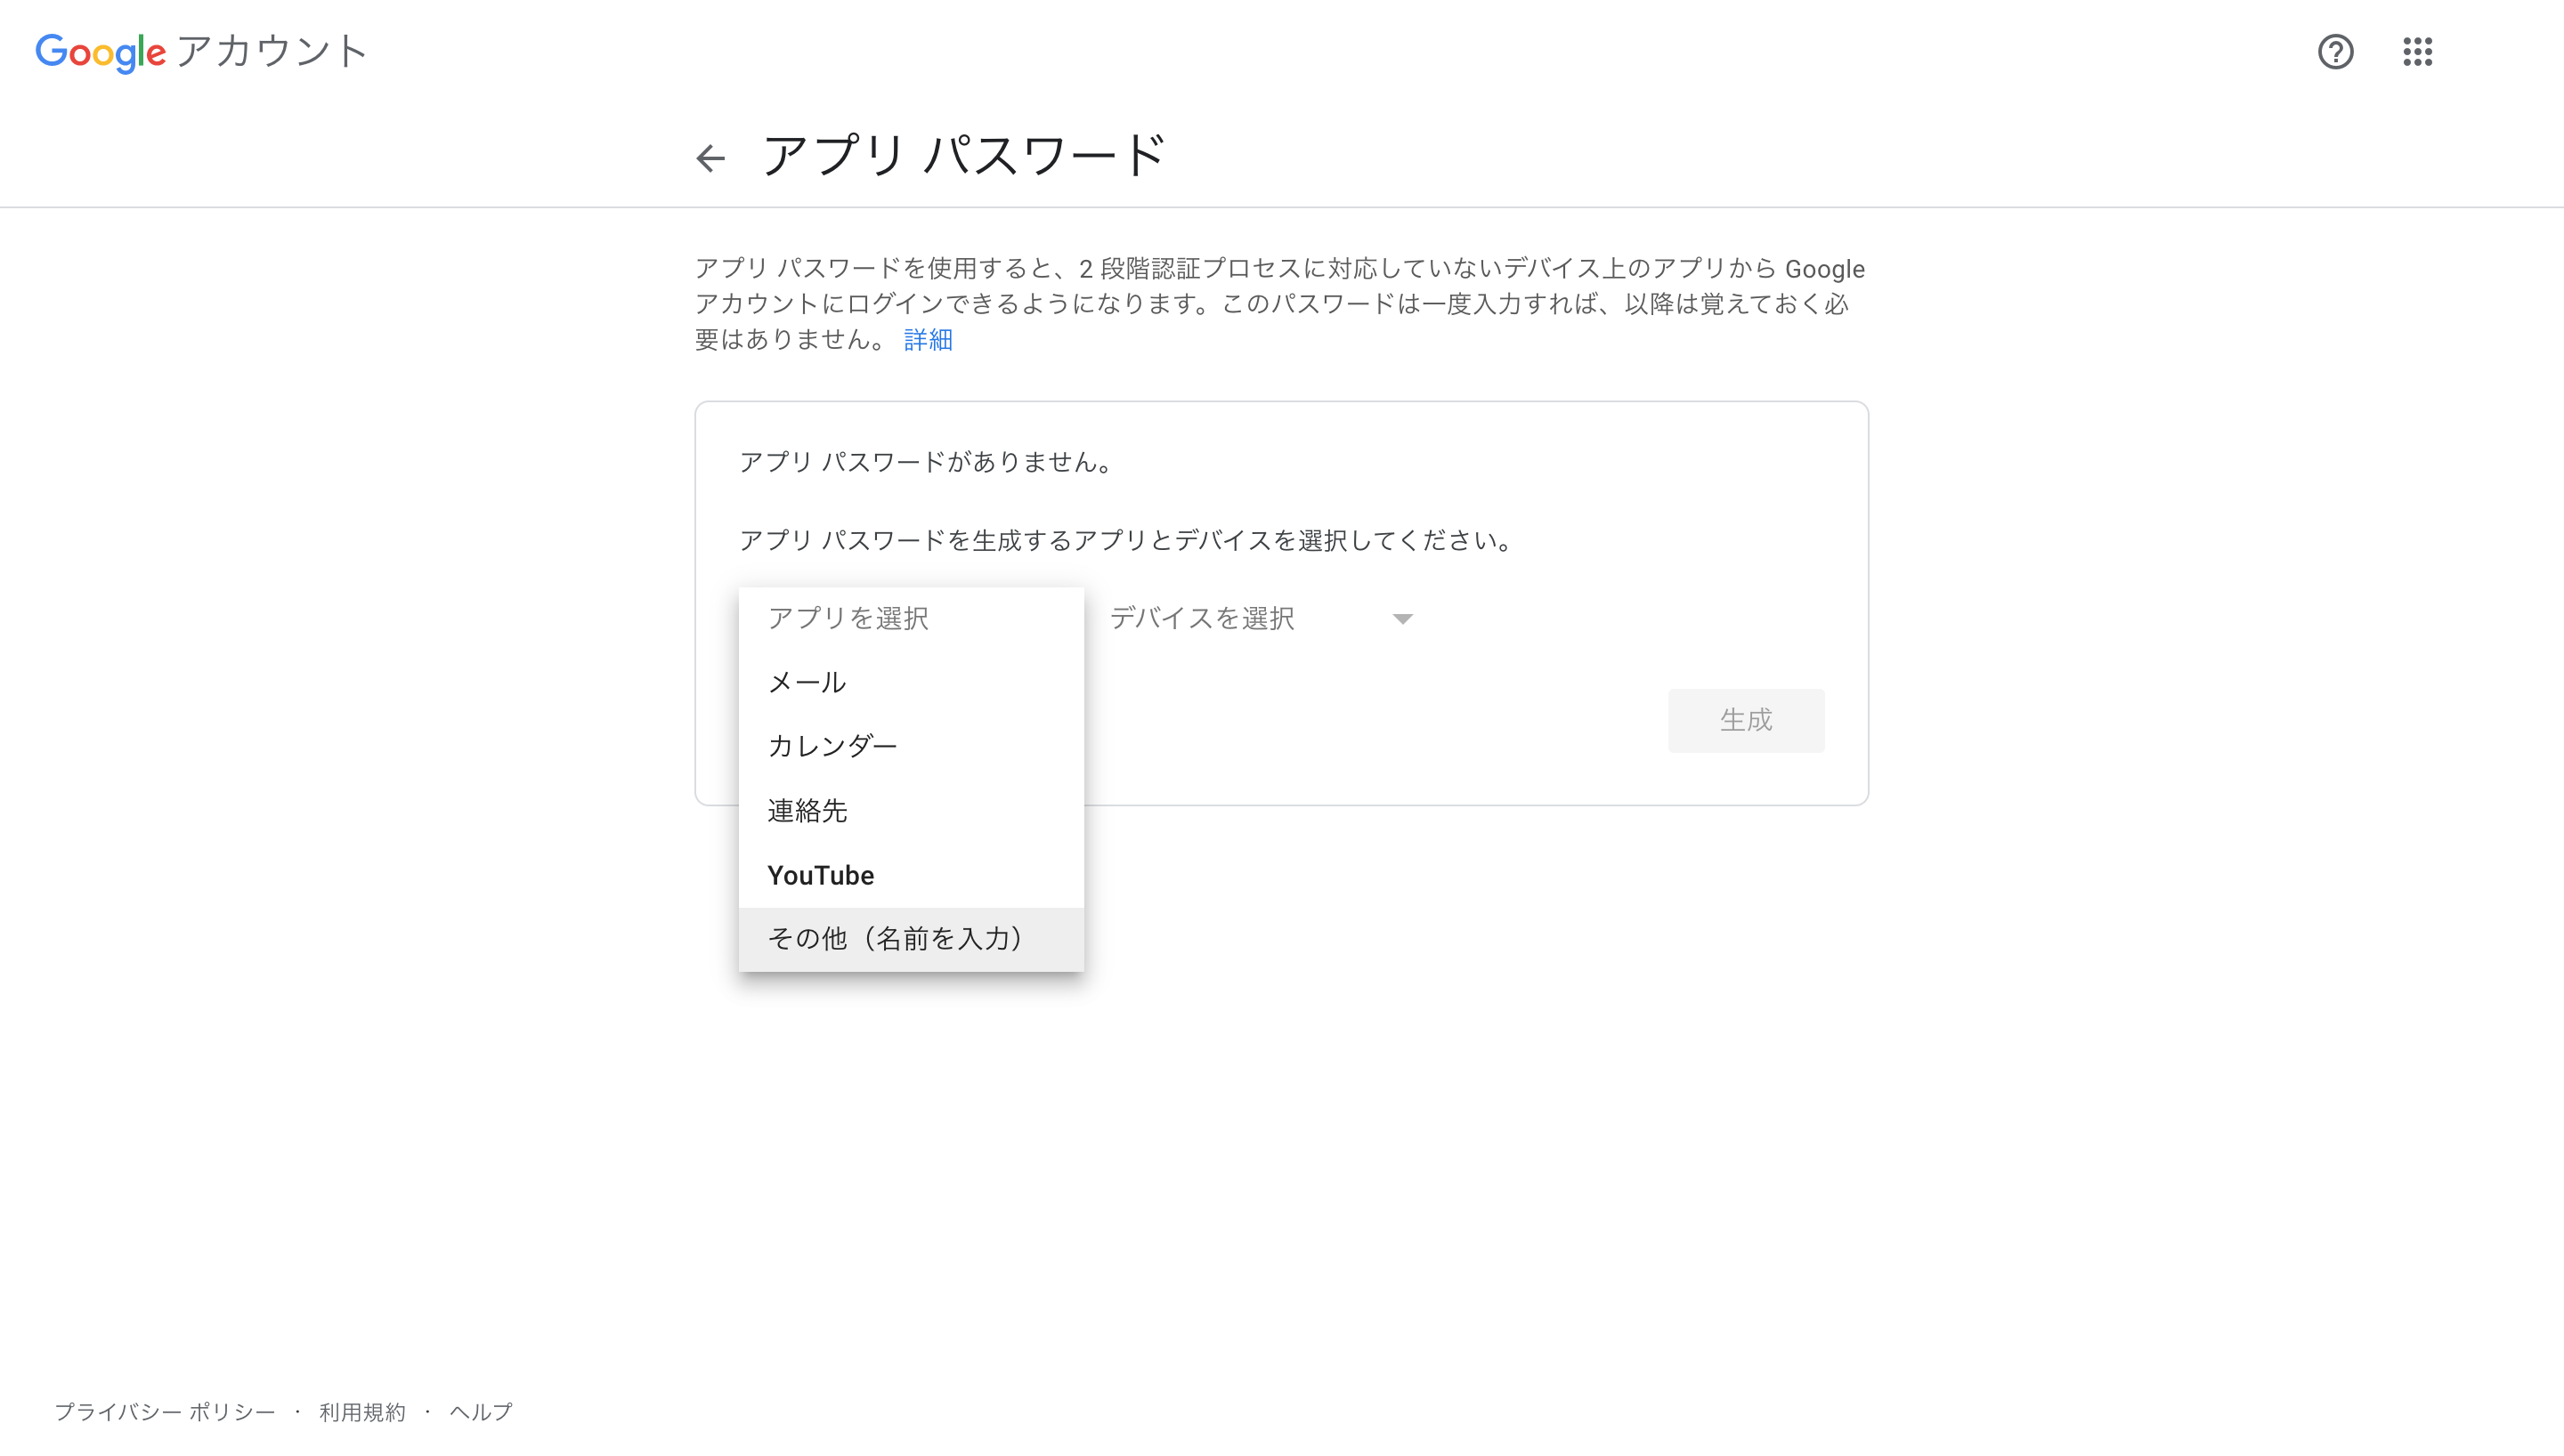 Google アカウント
アプリ パスワード
アプリ パスワードを使用すると、2 段階認証プロセスに対応していないデバイス上のアプリから Google
アカウントにログインできるようになります。このパスワードは一度入力すれば、以降は覚えておく必
要はありません。 詳細
アプリ パスワードがありません。
アプリ パスワードを生成するアプリとデバイスを選択してください。
アプリを選択 デバイスを選択
メール
生成
カレンダー
連絡先
YouTube
その他（名前を入力）
プライバシー ポリシー · 利用規約 · ヘルプ